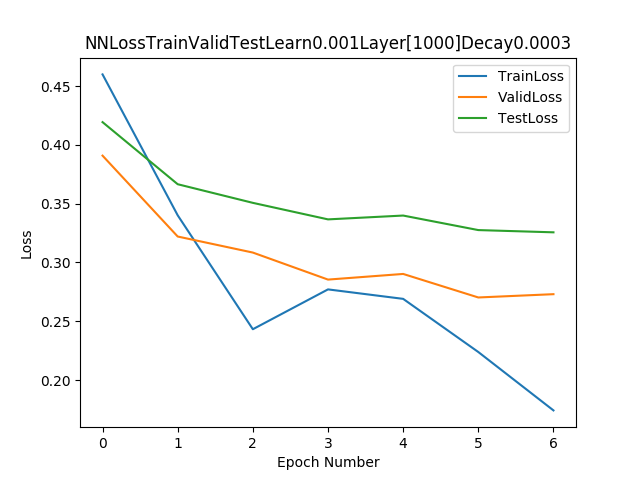 NNLossTrainValidTestLearn0.001Layer[1000]Decay0.0003
TrainLoss
ValidLoss
TestLoss
0.45
0.40
0.35
0.30
0.25
0.20
Loss
0 1 2 3 4 5 6
Epoch Number